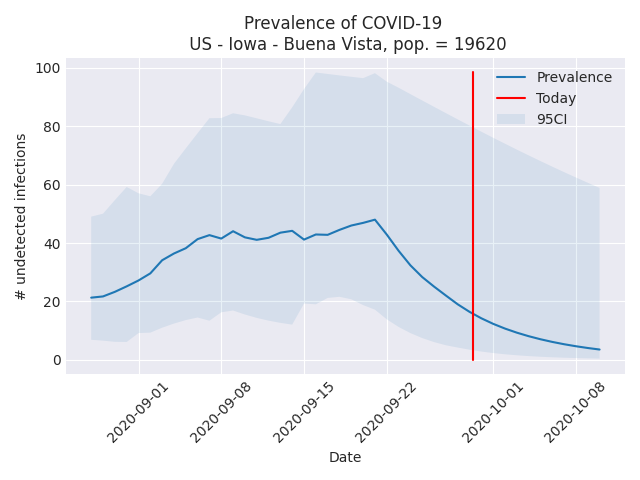 Prevalence of COVID-19
US - Iowa - Buena Vista, pop. = 19620
100
80
60
40
20
0
# undetected infections
Prevalence
Today
95CI
2020-09-01
2020-09-08
2020-09-15
2020-09-22
2020-10-01
2020-10-08
Date